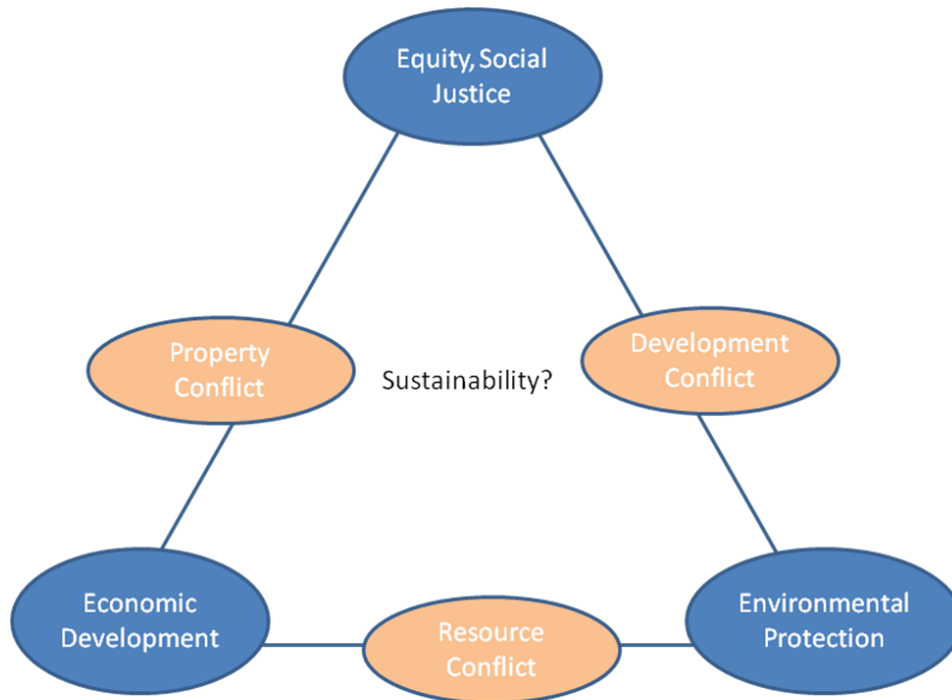 Equity, Social
Justice
Property
Conflict
Sustainability?
Development
Conflict
Economic
Development
Resource
Conflict
Environmental
Protection